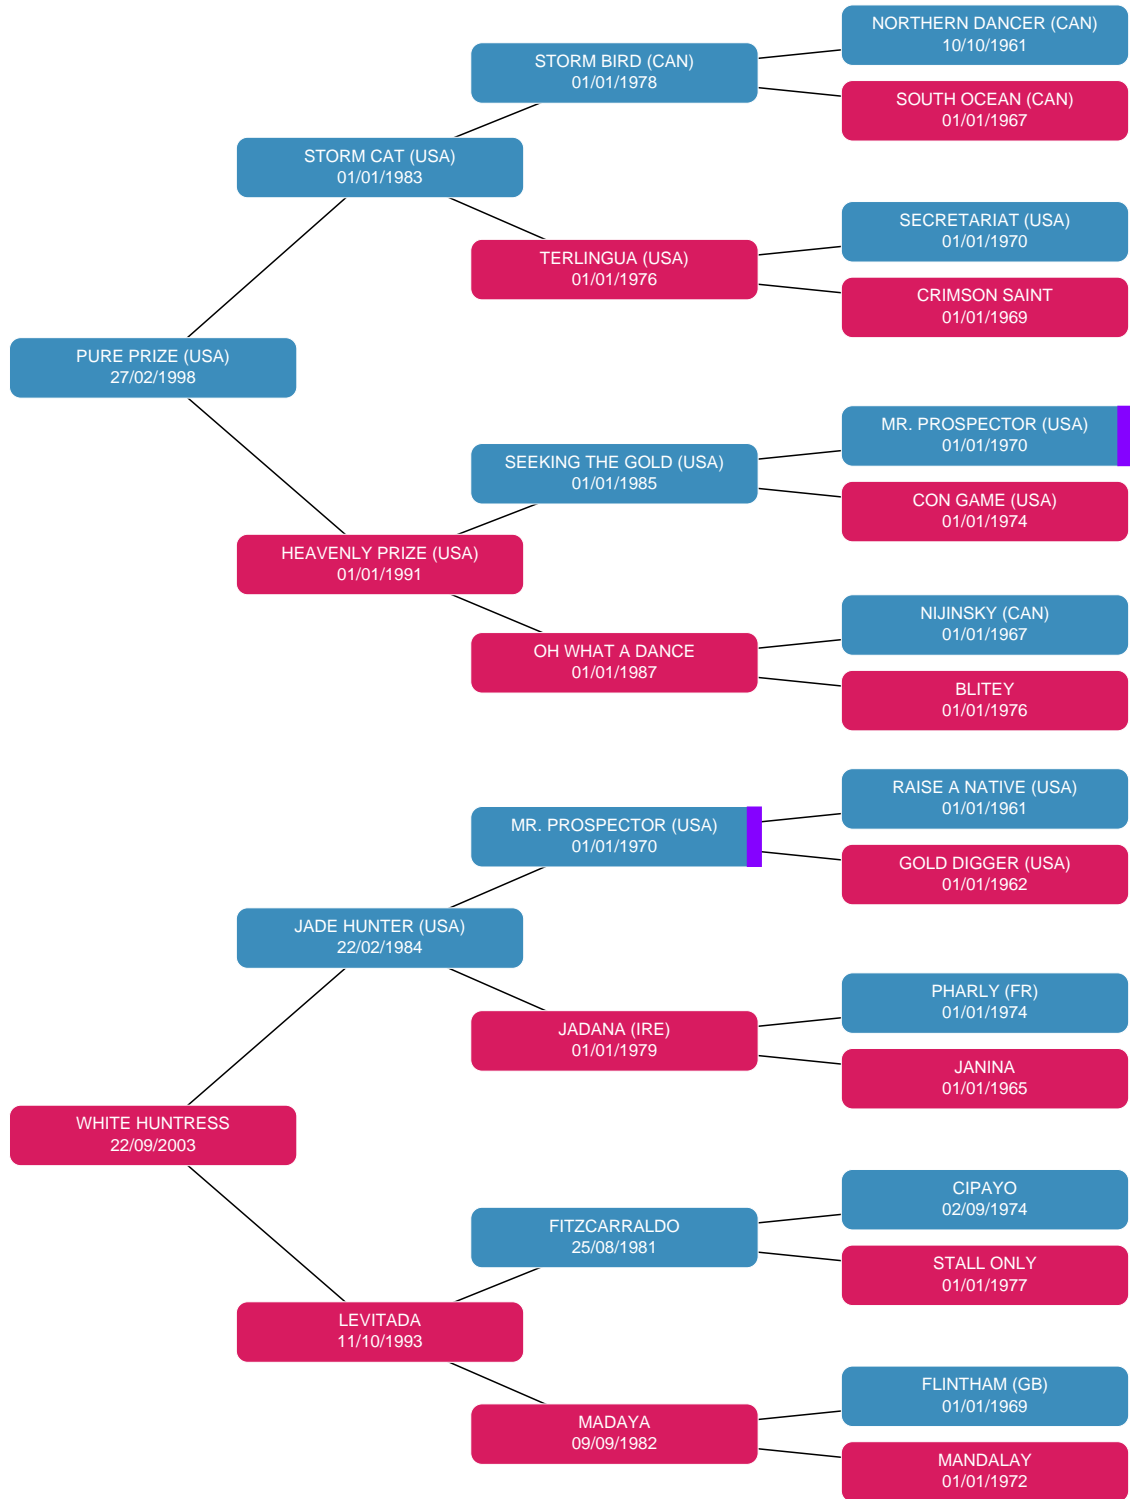 NORTHERN DANCER (CAN)
10/10/1961
STORM BIRD (CAN)
01/01/1978
SOUTH OCEAN (CAN)
01/01/1967
STORM CAT (USA)
01/01/1983
SECRETARIAT (USA)
01/01/1970
TERLINGUA (USA)
01/01/1976
CRIMSON SAINT
01/01/1969
PURE PRIZE (USA)
27/02/1998
MR. PROSPECTOR (USA)
01/01/1970
SEEKING THE GOLD (USA)
01/01/1985
CON GAME (USA)
01/01/1974
HEAVENLY PRIZE (USA)
01/01/1991
NIJINSKY (CAN)
01/01/1967
OH WHAT A DANCE
01/01/1987
BLITEY
01/01/1976
RAISE A NATIVE (USA)
01/01/1961
MR. PROSPECTOR (USA)
01/01/1970
GOLD DIGGER (USA)
01/01/1962
JADE HUNTER (USA)
22/02/1984
PHARLY (FR)
01/01/1974
JADANA (IRE)
01/01/1979
JANINA
01/01/1965
WHITE HUNTRESS
22/09/2003
CIPAYO
02/09/1974
FITZCARRALDO
25/08/1981
STALL ONLY
01/01/1977
LEVITADA
11/10/1993
FLINTHAM (GB)
01/01/1969
MADAYA
09/09/1982
MANDALAY
01/01/1972